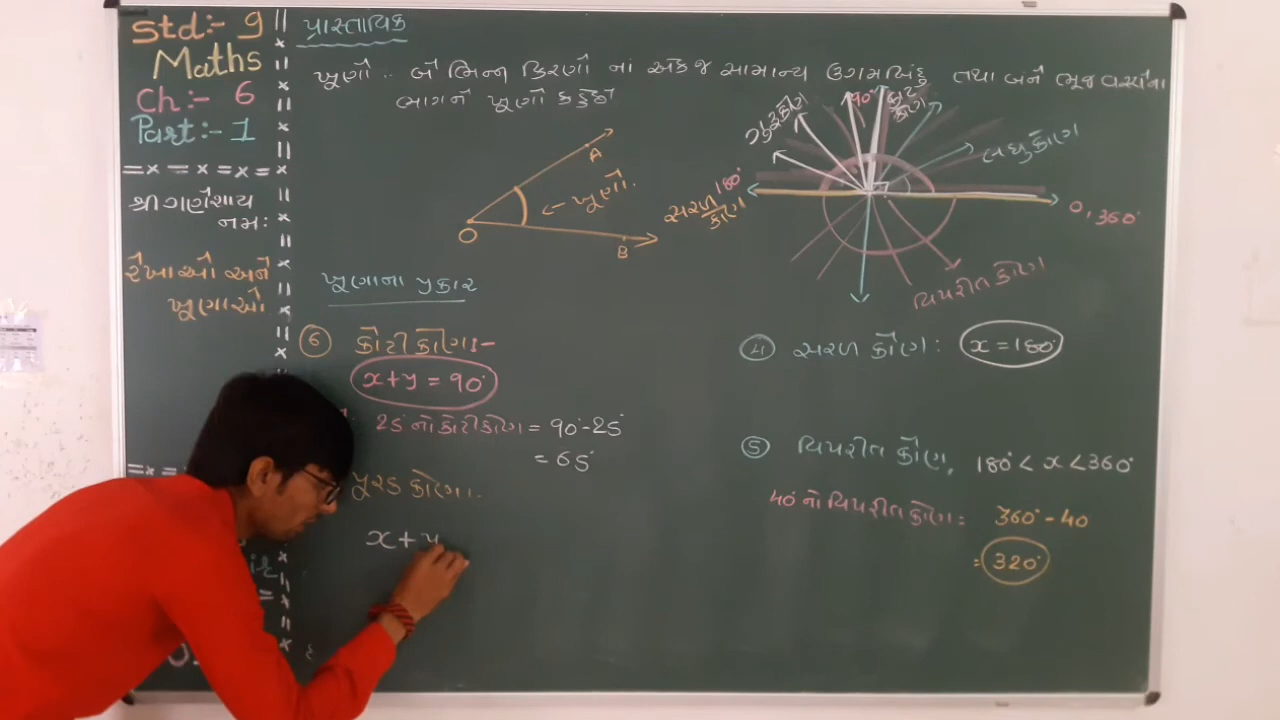 std:- 9
Maths
Ch:- 6
Part:- 1
=x=x=x=
શ્રી ગણેશાય
નમ:
રેખાઓ અને
ખૂણાઓ
પ્રાસ્તાવિક
ખૂણો .. બે ભિન્ન કિરણો નાં એકજ સામાન્ય ઉગમબિંદુ તથા બંને ભૂજા વચ્ચેના
ભાગને ખૂણો કહેછે
A
O
B
<- ખૂણો.
ગુરુકોણ
90°
કાટકોણ
લઘુકોણ
180°
સરળ
કોણ
0, 360°
વિપરીત કોણ
ખૂણાના પ્રકાર
⑥ કોટીકોણ:-
x+y = 90°
25° નો કોટીકોણ = 90° - 25°
= 65°
પૂરક કોણ
x+y
④ સરળ કોણ: x = 180°
⑤ વિપરીત કોણ, 180° < x < 360°
40° નો વિપરીત કોણ = 360° - 40
= 320°